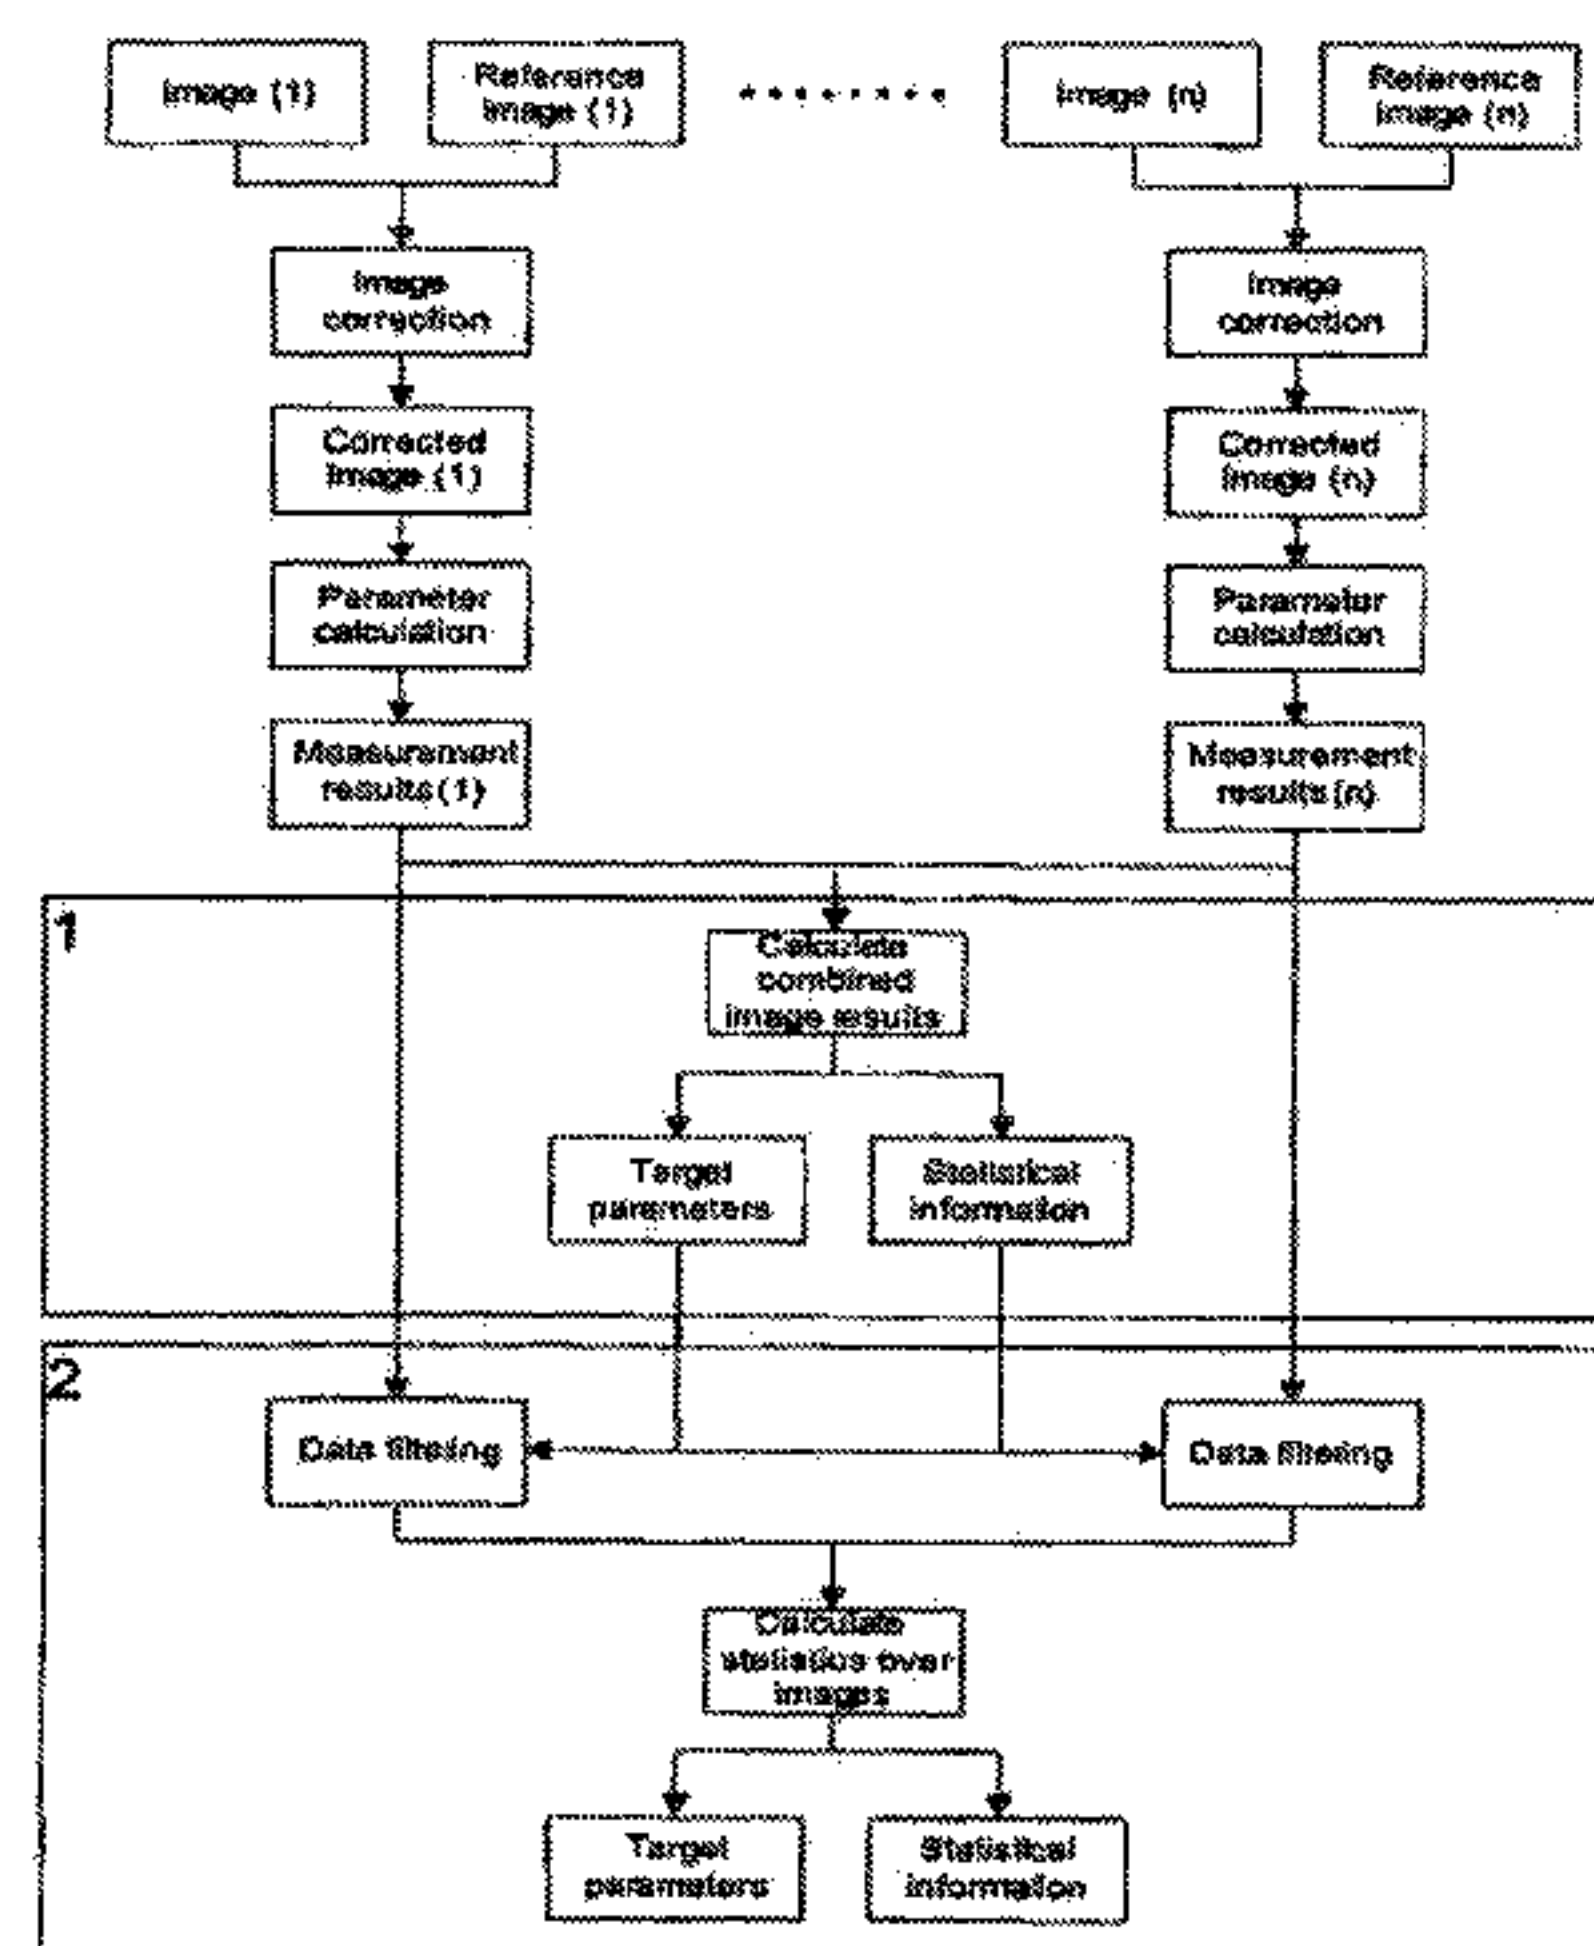 Image (1)
Reference
Image (1)
Image (n)
Reference
Image (n)
Image
correction
Image
correction
Corrected
Image (1)
Corrected
Image (n)
Parameter
calculation
Parameter
calculation
Measurement
results(1)
Measurement
results(n)
1
Calculate
combined
image results
Target
parameters
Statistical
information
2
Data filtering
Data filtering
Calculate
statistics over
images
Target
parameters
Statistical
information